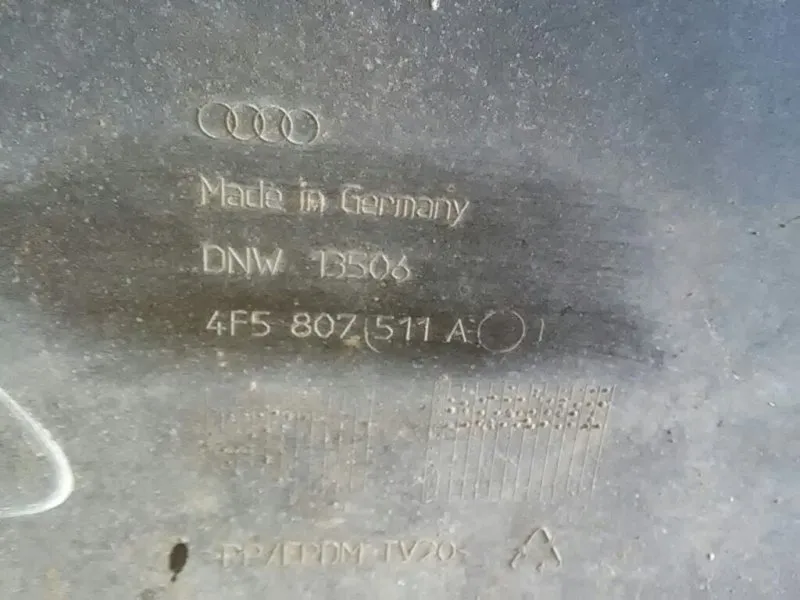 Made in Germany
DNW 13506
4F5 807 511 A
PP/EPDM-TV20